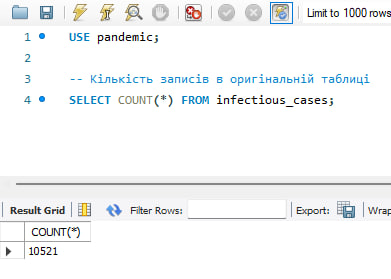 Limit to 1000 rows
1 USE pandemic;
2
3 -- Кількість записів в оригінальній таблиці
4 SELECT COUNT(*) FROM infectious_cases;
Result Grid Filter Rows: Export: Wrap
COUNT(*)
10521